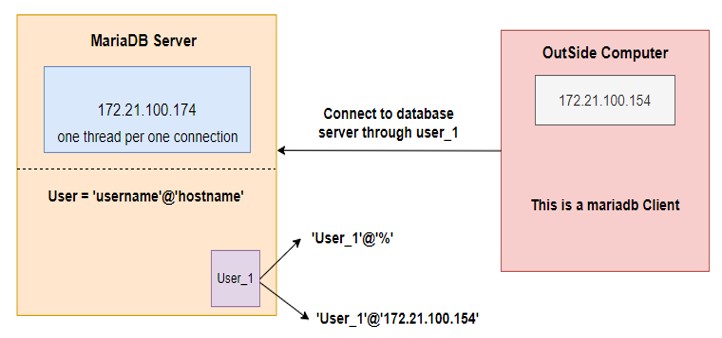 MariaDB Server
172.21.100.174
one thread per one connection
User = 'username'@'hostname'
User_1
'User_1'@'%'
'User_1'@'172.21.100.154'
Connect to database
server through user_1
OutSide Computer
172.21.100.154
This is a mariadb Client